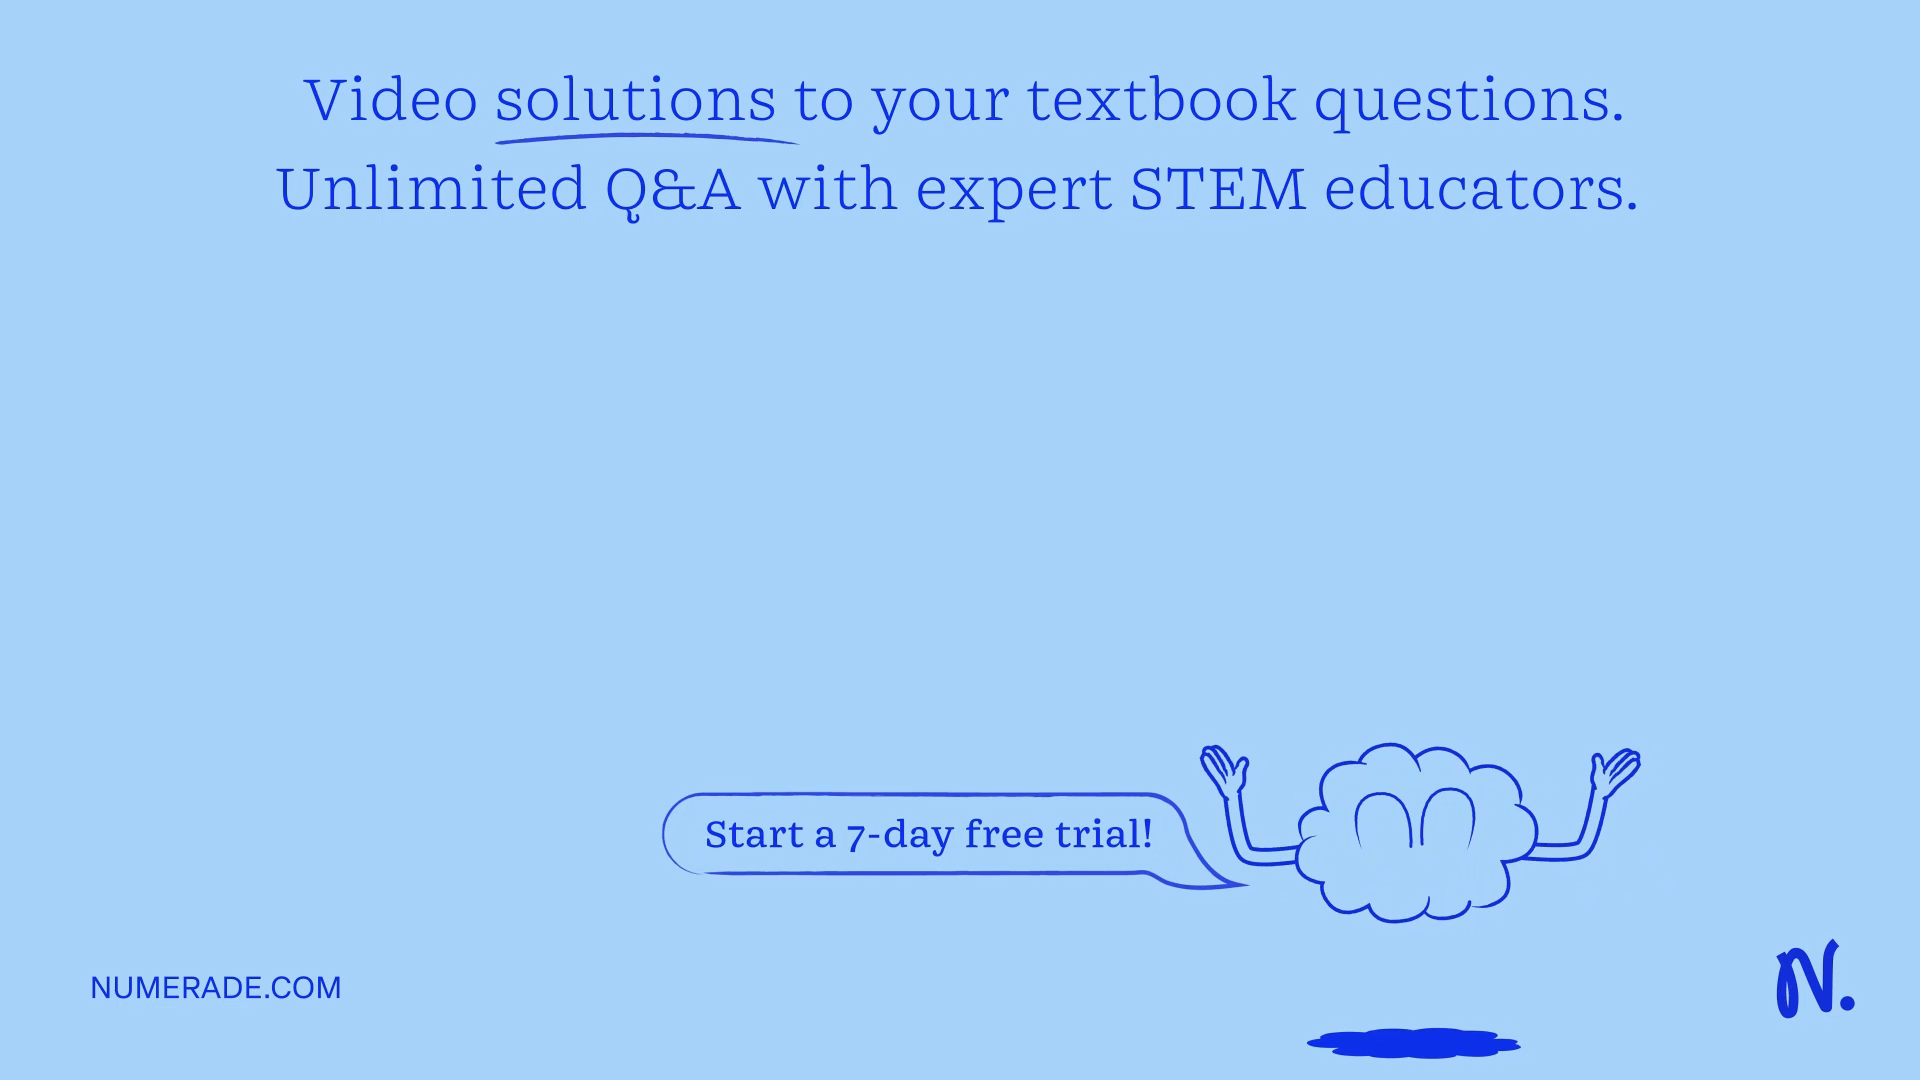 Video solutions to your textbook questions.
Unlimited Q&A with expert STEM educators.
Start a 7-day free trial!
NUMERADE.COM
N.